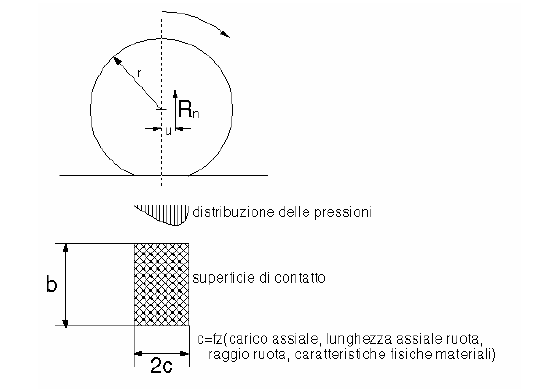 r
Rn
u
distribuzione delle pressioni
b
superficie di contatto
c=fz(carico assiale, lunghezza assiale ruota,
raggio ruota, caratteristiche fisiche materiali)
2c